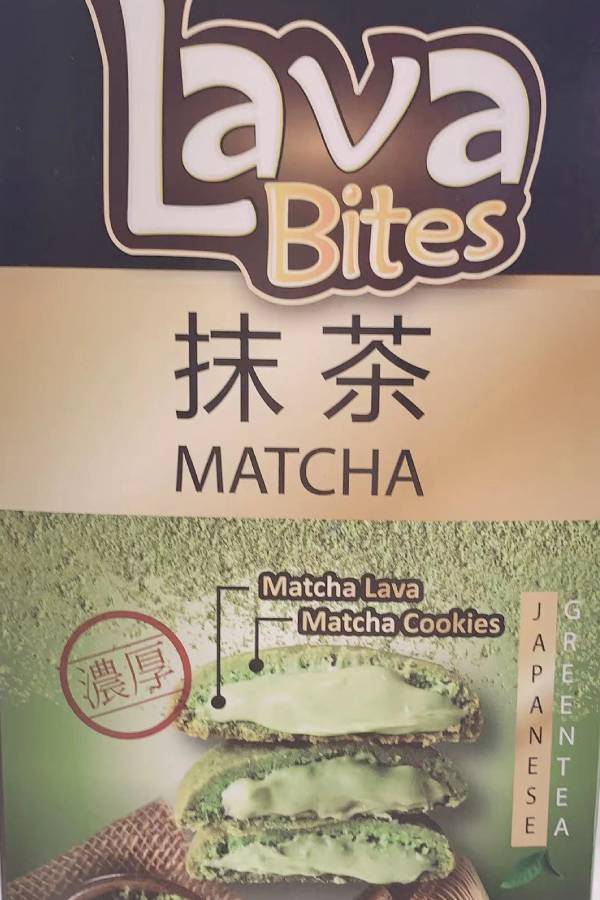 Lava
Bites
抹茶
MATCHA
Matcha Lava
Matcha Cookies
濃厚
JAPANESE
GREEN TEA